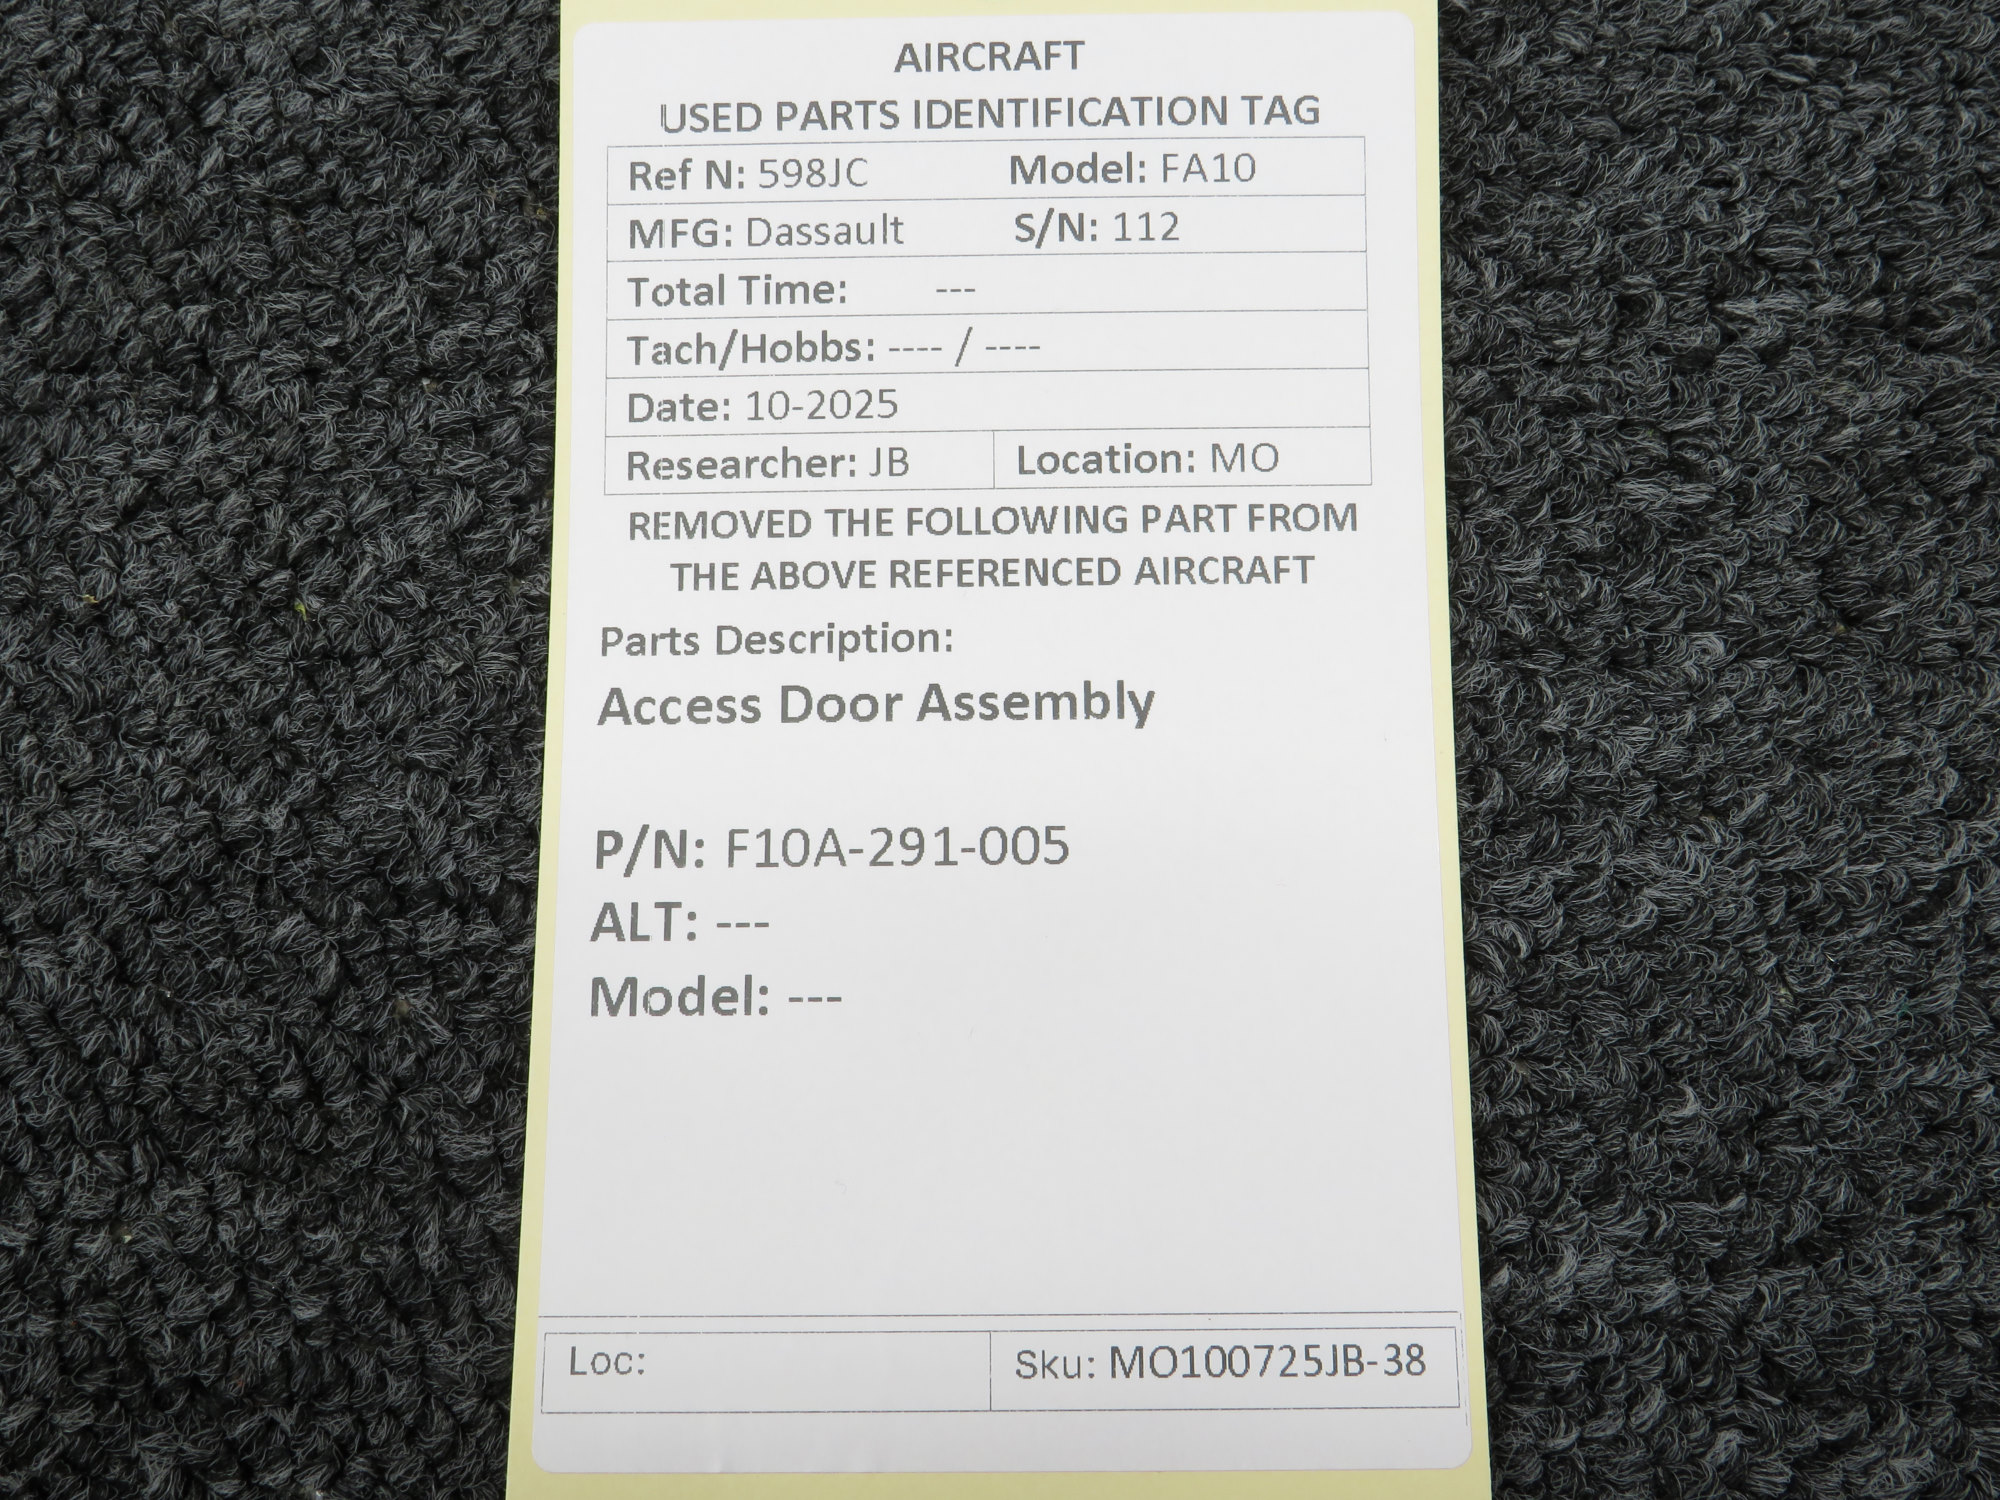 AIRCRAFT
USED PARTS IDENTIFICATION TAG
Ref N: 598JC Model: FA10
MFG: Dassault S/N: 112
Total Time: ---
Tach/Hobbs: ---- / ----
Date: 10-2025
Researcher: JB Location: MO
REMOVED THE FOLLOWING PART FROM
THE ABOVE REFERENCED AIRCRAFT
Parts Description:
Access Door Assembly
P/N: F10A-291-005
ALT: ---
Model: ---
Loc: Sku: MO100725JB-38